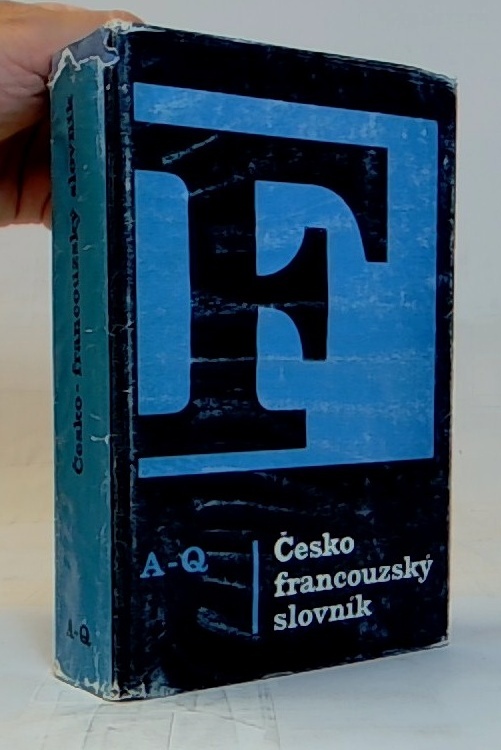 Česko-francouzský slovník
A-Q
F
A-Q
Česko
francouzský
slovník